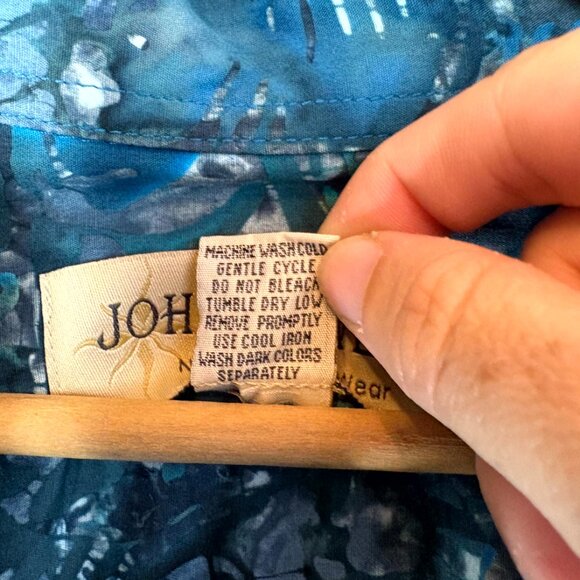 MACHINE WASH COLD
GENTLE CYCLE
DO NOT BLEACH
TUMBLE DRY LOW
REMOVE PROMPTLY
USE COOL IRON
WASH DARK COLORS
SEPARATELY
JOH
Wear